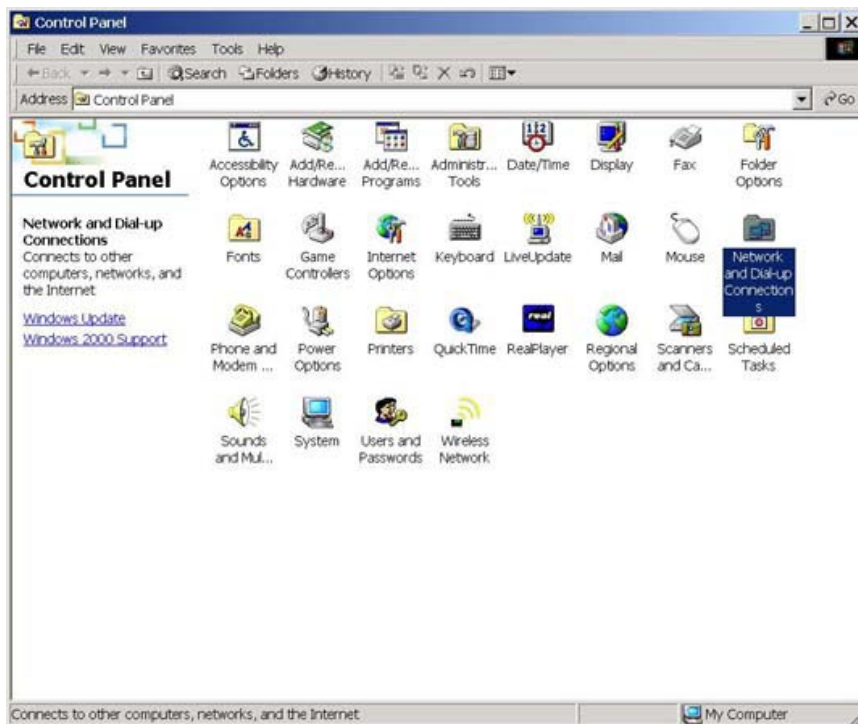 Control Panel
File Edit View Favorites Tools Help
Back Search Folders History
Address Control Panel Go
Control Panel
Network and Dial-up
Connections
Connects to other
computers, networks, and
the Internet
Windows Update
Windows 2000 Support
Accessibility
Options
Add/Re...
Hardware
Add/Re...
Programs
Administr...
Tools
Date/Time
Display
Fax
Folder
Options
Fonts
Game
Controllers
Internet
Options
Keyboard
LiveUpdate
Mail
Mouse
Network
and Dial-up
Connection
s
Phone and
Modem ...
Power
Options
Printers
QuickTime
real
RealPlayer
Regional
Options
Scanners
and Ca...
Scheduled
Tasks
Sounds
and Mul...
System
Users and
Passwords
Wireless
Network
Connects to other computers, networks, and the Internet
My Computer